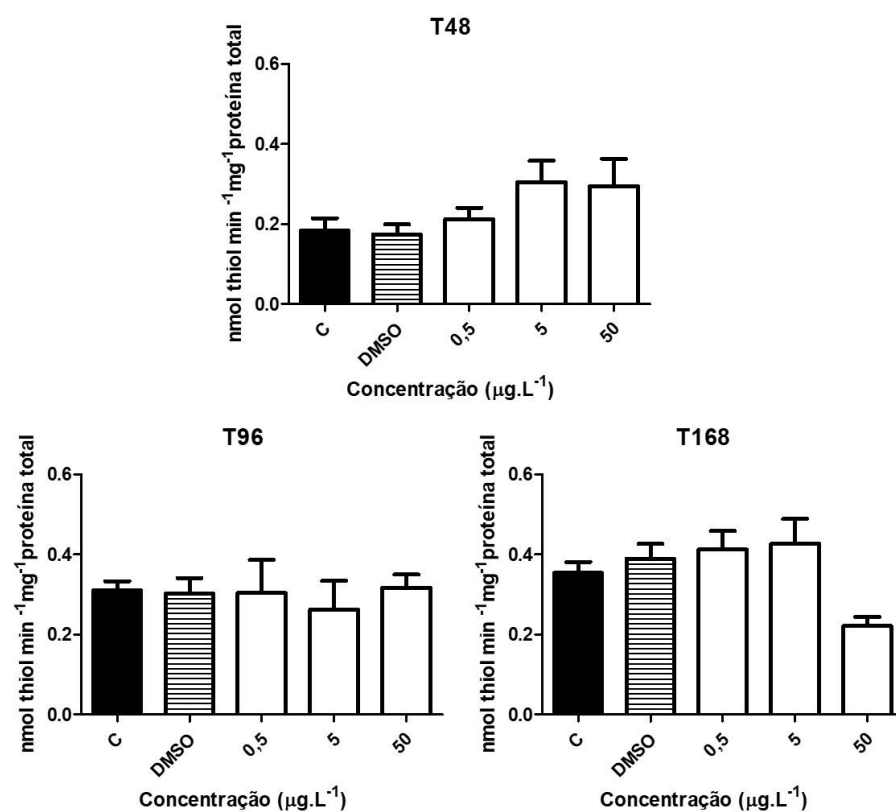 T48
nmol thiol min -1mg-1proteína total
0.6
0.4
0.2
0.0
C
DMSO
0,5
5
50
Concentração (µg.L-1)
T96
nmol thiol min -1mg-1proteína total
0.6
0.4
0.2
0.0
C
DMSO
0,5
5
50
Concentração (µg.L-1)
T168
nmol thiol min -1mg-1proteína total
0.6
0.4
0.2
0.0
C
DMSO
0,5
5
50
Concentração (µg.L-1)